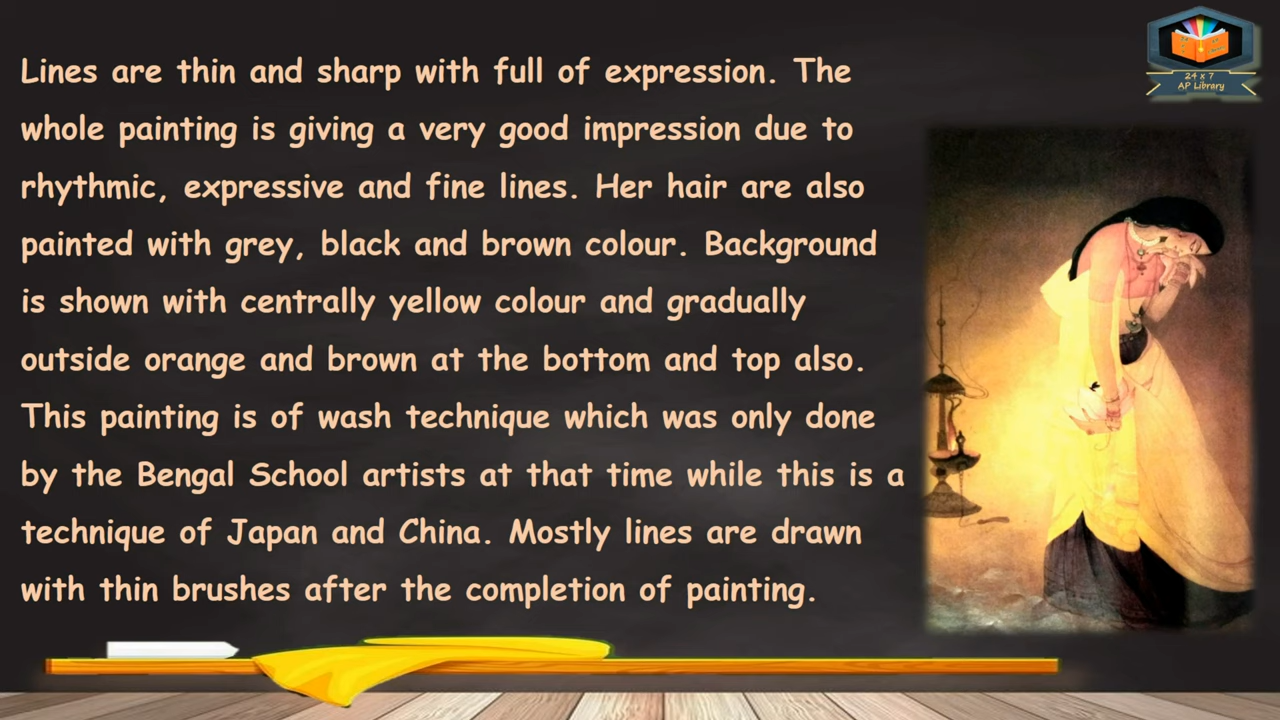 Lines are thin and sharp with full of expression. The
whole painting is giving a very good impression due to
rhythmic, expressive and fine lines. Her hair are also
painted with grey, black and brown colour. Background
is shown with centrally yellow colour and gradually
outside orange and brown at the bottom and top also.
This painting is of wash technique which was only done
by the Bengal School artists at that time while this is a
technique of Japan and China. Mostly lines are drawn
with thin brushes after the completion of painting.
24 x 7
AP Library